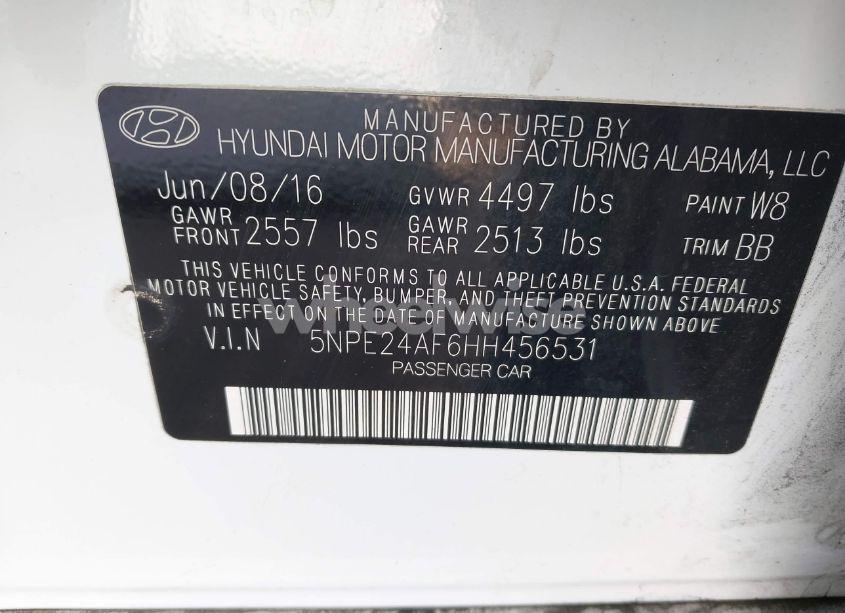 MANUFACTURED BY
HYUNDAI MOTOR MANUFACTURING ALABAMA, LLC
Jun/08/16 GVWR 4497 lbs PAINT W8
GAWR FRONT 2557 lbs GAWR REAR 2513 lbs TRIM BB
THIS VEHICLE CONFORMS TO ALL APPLICABLE U.S.A. FEDERAL
MOTOR VEHICLE SAFETY, BUMPER, AND THEFT PREVENTION STANDARDS
IN EFFECT ON THE DATE OF MANUFACTURE SHOWN ABOVE
wheelwise
V.I.N 5NPE24AF6HH456531
PASSENGER CAR